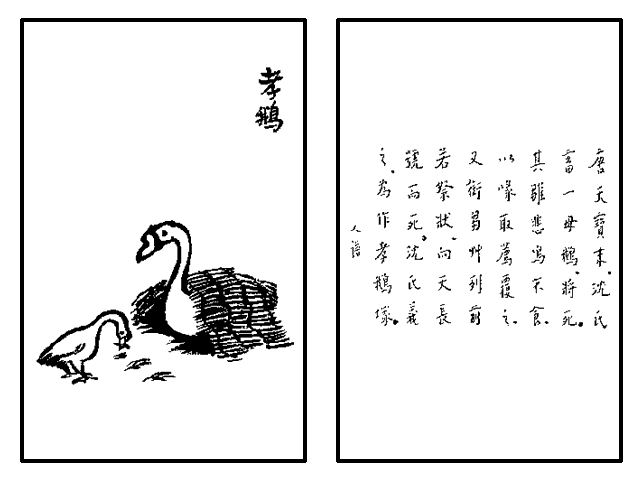 孝鵝
唐天寶末。沈氏
畜一母鵝、將死。
其雛悲鳴不食、
以喙取薦覆之。
又銜芻艸列前
若祭狀、向天長
號而死。沈氏義
之、為作孝鵝塚。
人譜